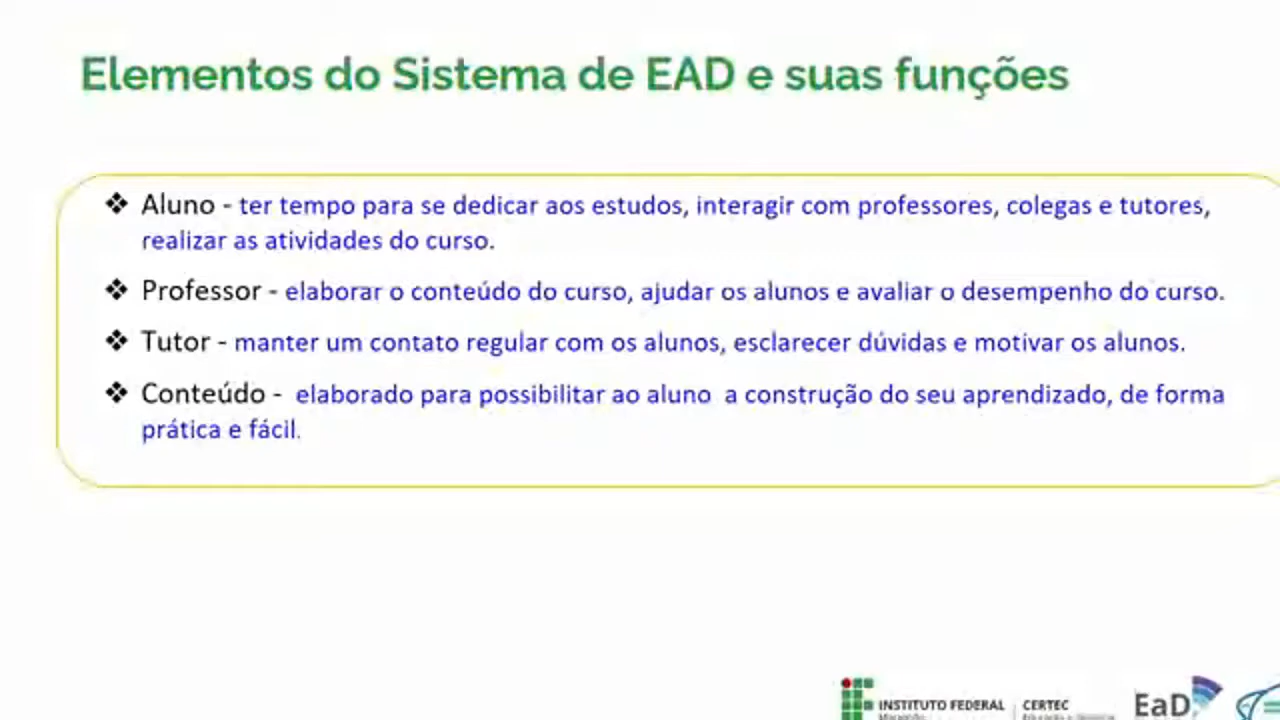 Elementos do Sistema de EAD e suas funções
❖ Aluno - ter tempo para se dedicar aos estudos, interagir com professores, colegas e tutores,
realizar as atividades do curso.
❖ Professor - elaborar o conteúdo do curso, ajudar os alunos e avaliar o desempenho do curso.
❖ Tutor - manter um contato regular com os alunos, esclarecer dúvidas e motivar os alunos.
❖ Conteúdo - elaborado para possibilitar ao aluno a construção do seu aprendizado, de forma
prática e fácil.
INSTITUTO FEDERAL
CERTEC
EaD